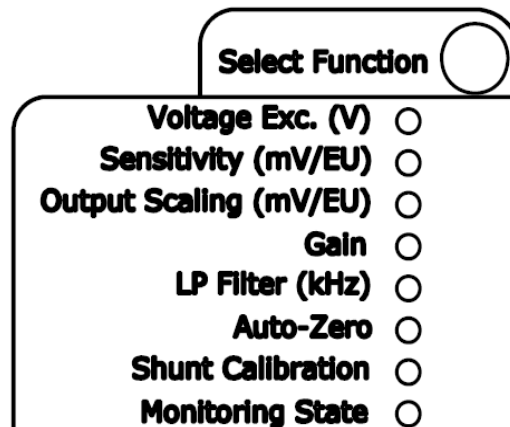 Select Function
Voltage Exc. (V)
Sensitivity (mV/EU)
Output Scaling (mV/EU)
Gain
LP Filter (kHz)
Auto-Zero
Shunt Calibration
Monitoring State